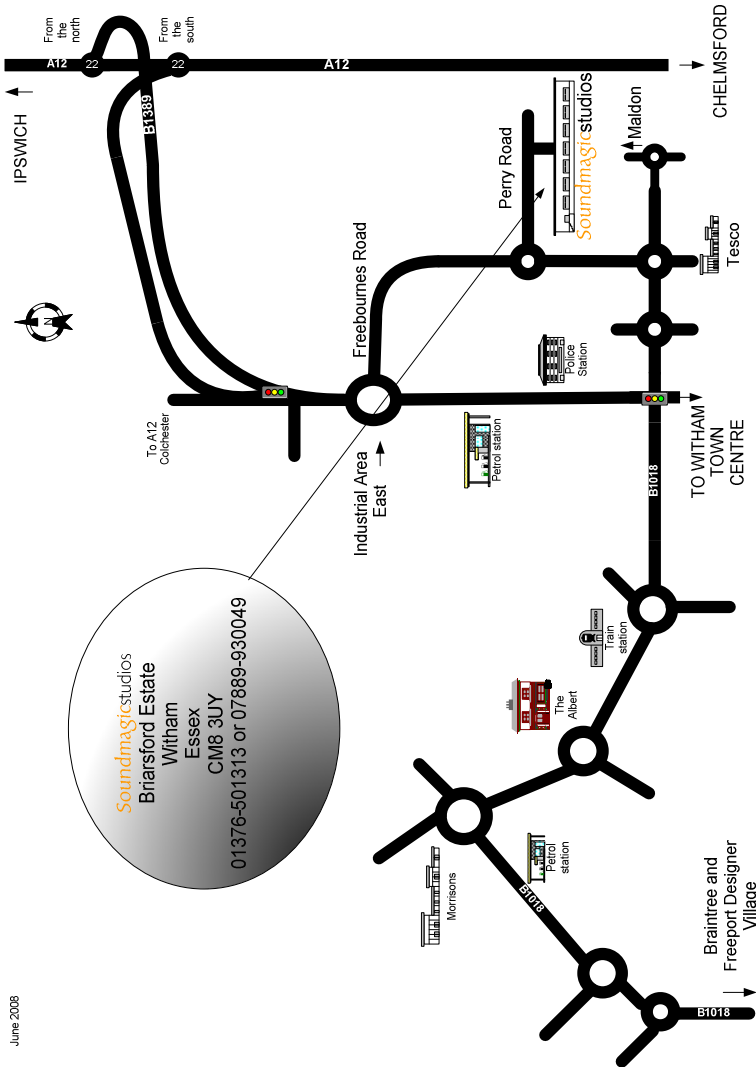 June 2008
Soundmagicstudios
Briarsford Estate
Witham
Essex
CM8 3UY
01376-501313 or 07889-930049
IPSWICH
From
the
north
22
A12
From
the
south
22
A12
CHELMSFORD
B1389
N
To A12
Colchester
Freebournes Road
Perry Road
Soundmagicstudios
Maldon
Tesco
Industrial Area
East
Petrol station
Police
Station
TO WITHAM
TOWN
CENTRE
B1018
Train
station
The
Albert
Morrisons
Petrol
station
B1018
Braintree and
Freeport Designer
Village
B1018